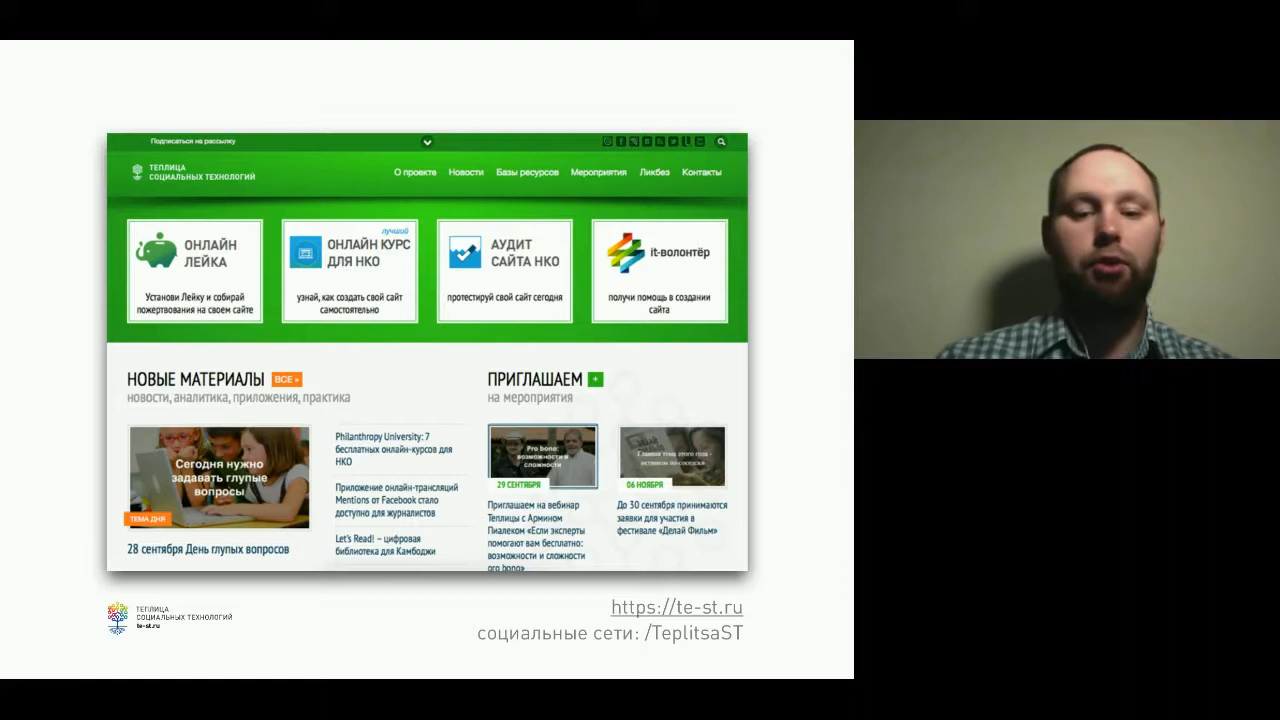 Подписаться на рассылку
ТЕПЛИЦА
СОЦИАЛЬНЫХ ТЕХНОЛОГИЙ
О проекте Новости Базы ресурсов Мероприятия Ликбез Контакты
ОНЛАЙН
ЛЕЙКА
Установи Лейку и собирай
пожертвования на своем сайте
лучший
ОНЛАЙН КУРС
ДЛЯ НКО
узнай, как создать свой сайт
самостоятельно
АУДИТ
САЙТА НКО
протестируй свой сайт сегодня
it-волонтёр
получи помощь в создании
сайта
НОВЫЕ МАТЕРИАЛЫ ВСЕ »
новости, аналитика, приложения, практика
Сегодня нужно
задавать глупые
вопросы
ТЕМА ДНЯ
28 сентября День глупых вопросов
Philanthropy University: 7
бесплатных онлайн-курсов для
НКО
Приложение онлайн-трансляций
Mentions от Facebook стало
доступно для журналистов
Let's Read! – цифровая
библиотека для Камбоджи
ПРИГЛАШАЕМ +
на мероприятия
Pro bono:
возможности и
сложности
29 СЕНТЯБРЯ
Приглашаем на вебинар
Теплицы с Армином
Пиалеком «Если эксперты
помогают вам бесплатно:
возможности и сложности
pro bono»
Главная тема этого года -
активизм по-соседски
06 НОЯБРЯ
До 30 сентября принимаются
заявки для участия в
фестивале «Делай Фильм»
ТЕПЛИЦА
СОЦИАЛЬНЫХ ТЕХНОЛОГИЙ
te-st.ru
https://te-st.ru
социальные сети: /TeplitsaST